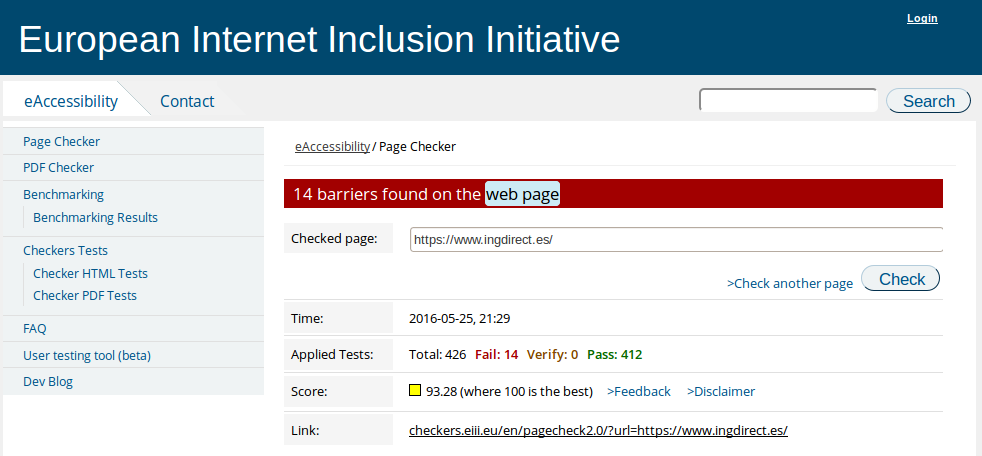 Login
European Internet Inclusion Initiative
eAccessibility Contact Search
Page Checker
PDF Checker
Benchmarking
Benchmarking Results
Checkers Tests
Checker HTML Tests
Checker PDF Tests
FAQ
User testing tool (beta)
Dev Blog
eAccessibility / Page Checker
14 barriers found on the web page
Checked page: https://www.ingdirect.es/
>Check another page Check
Time: 2016-05-25, 21:29
Applied Tests: Total: 426 Fail: 14 Verify: 0 Pass: 412
Score: 93.28 (where 100 is the best) >Feedback >Disclaimer
Link: checkers.eiii.eu/en/pagecheck2.0/?url=https://www.ingdirect.es/